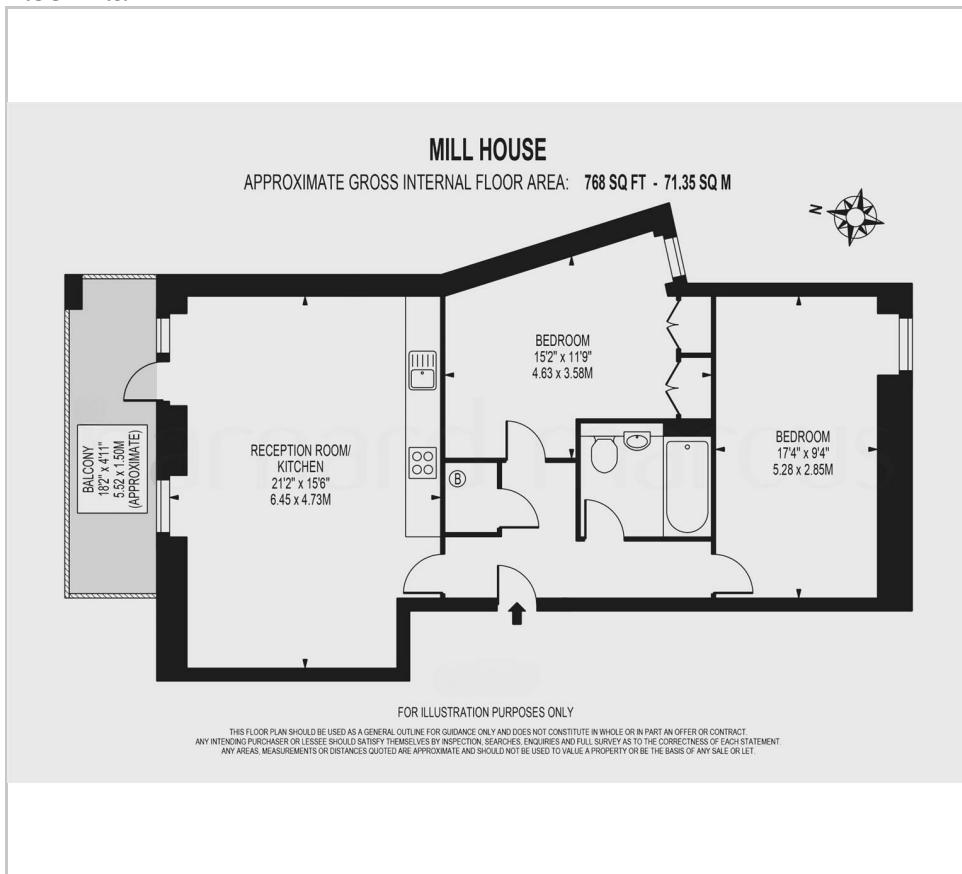 MILL HOUSE
APPROXIMATE GROSS INTERNAL FLOOR AREA: 768 SQ FT - 71.35 SQ M
N
BEDROOM
15'2" x 11'9"
4.63 x 3.58M
RECEPTION ROOM/
KITCHEN
21'2" x 15'6"
6.45 x 4.73M
BALCONY
18'2" x 4'11"
5.52 x 1.50M
(APPROXIMATE)
B
BEDROOM
17'4" x 9'4"
5.28 x 2.85M
FOR ILLUSTRATION PURPOSES ONLY
THIS FLOOR PLAN SHOULD BE USED AS A GENERAL OUTLINE FOR GUIDANCE ONLY AND DOES NOT CONSTITUTE IN WHOLE OR IN PART AN OFFER OR CONTRACT.
ANY INTENDING PURCHASER OR LESSEE SHOULD SATISFY THEMSELVES BY INSPECTION, SEARCHES, ENQUIRIES AND FULL SURVEY AS TO THE CORRECTNESS OF EACH STATEMENT.
ANY AREAS, MEASUREMENTS OR DISTANCES QUOTED ARE APPROXIMATE AND SHOULD NOT BE USED TO VALUE A PROPERTY OR BE THE BASIS OF ANY SALE OR LET.